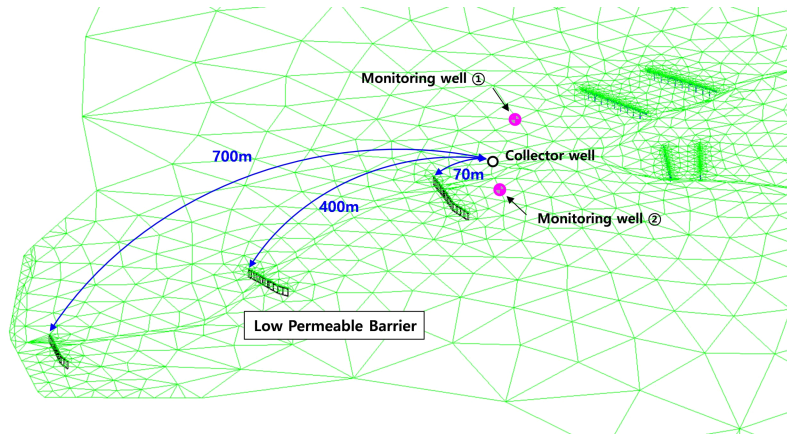 Monitoring well ①
700m
Collector well
70m
400m
Monitoring well ②
Low Permeable Barrier